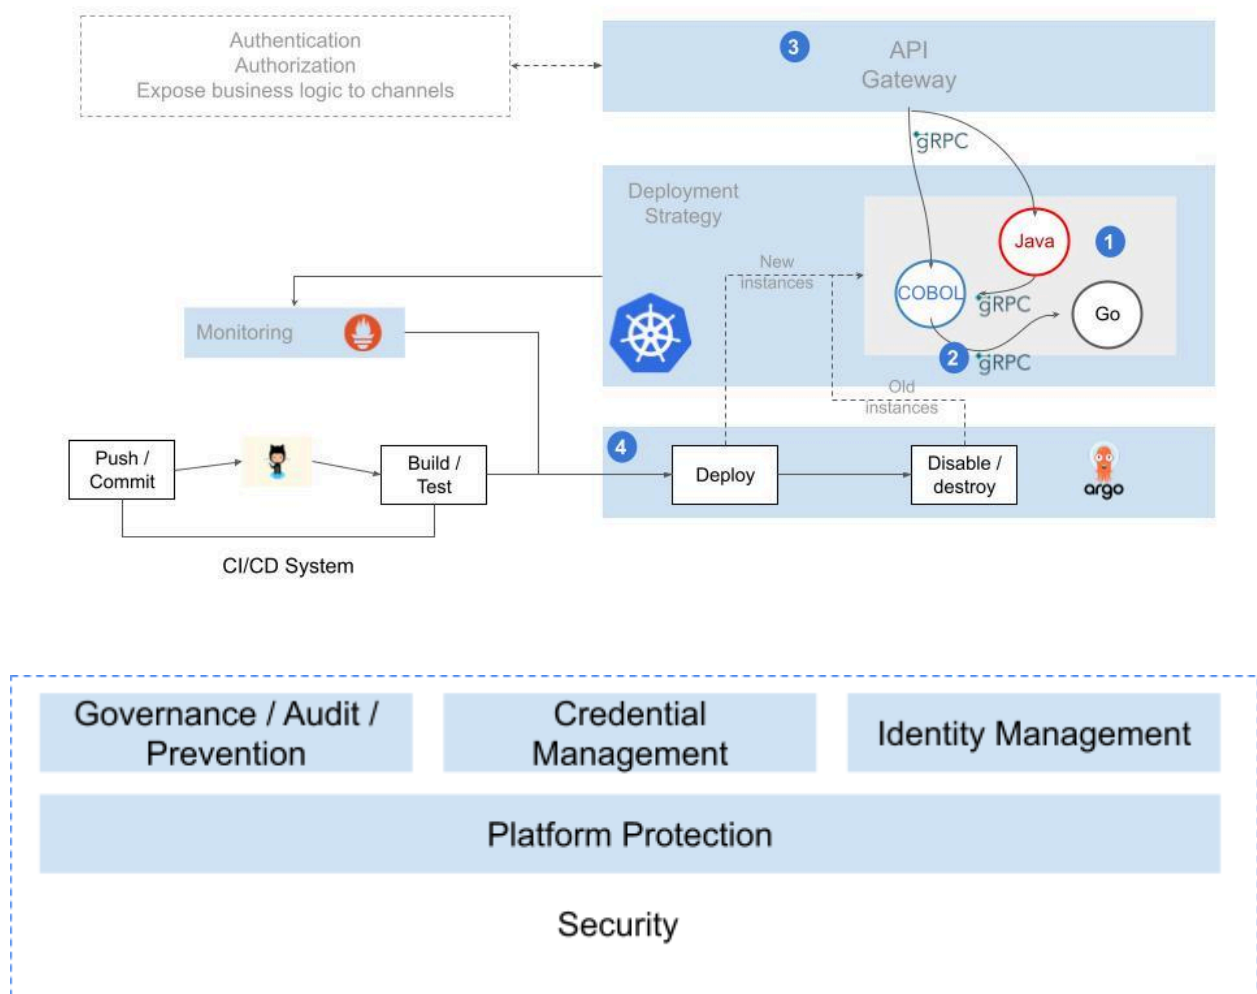 Authentication
Authorization
Expose business logic to channels
3
API
Gateway
gRPC
Deployment
Strategy
Java
1
New
instances
COBOL
gRPC
Go
Monitoring
2
gRPC
Old
instances
4
Push /
Commit
Build /
Test
Deploy
Disable /
destroy
argo
CI/CD System
Governance / Audit /
Prevention
Credential
Management
Identity Management
Platform Protection
Security